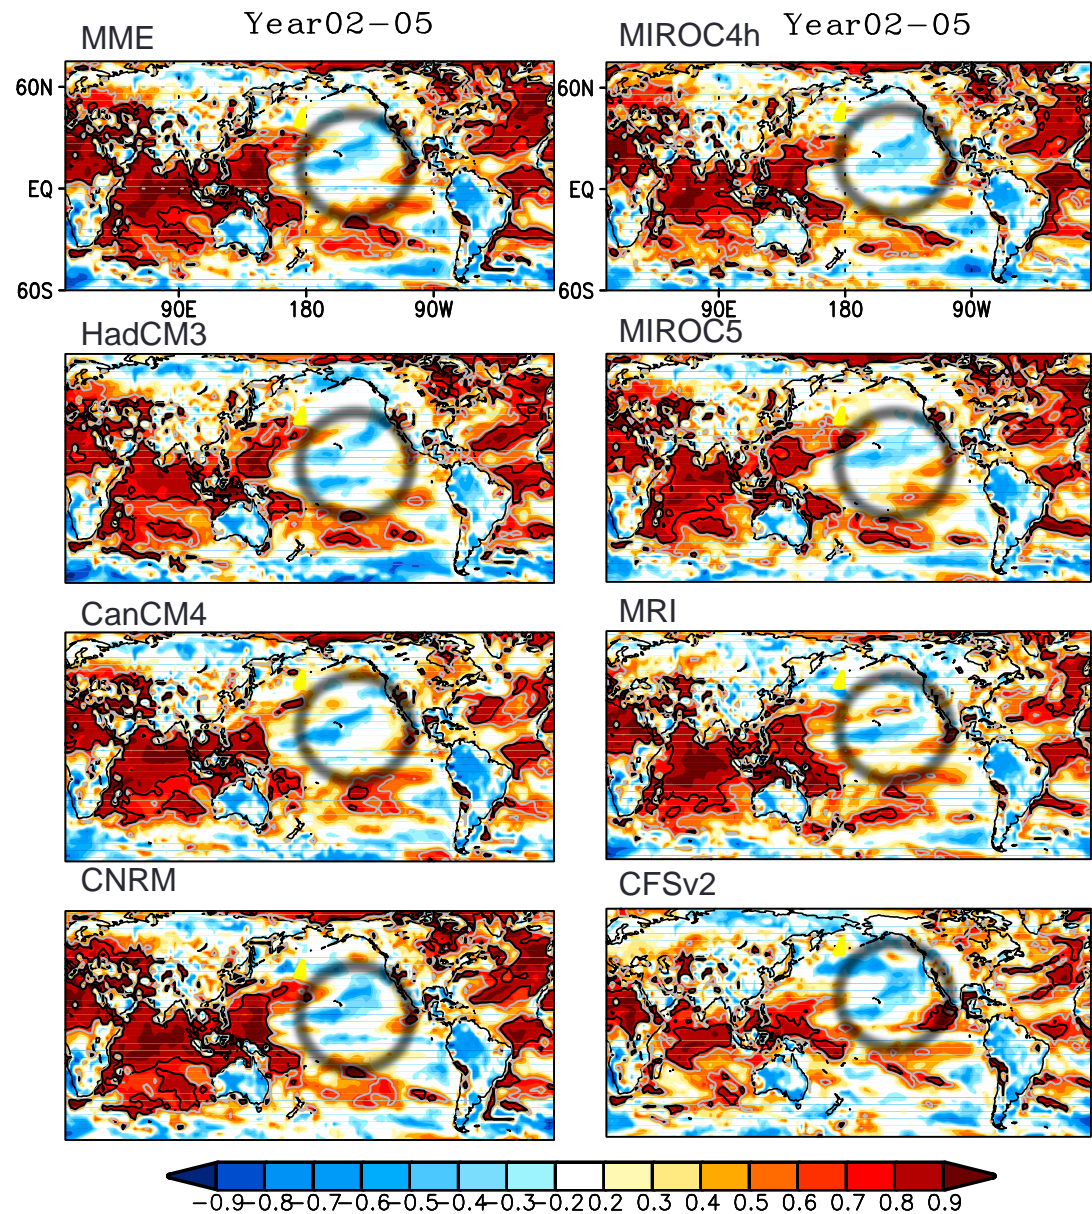 Year02-05 Year02-05
MME MIROC4h
60N
EQ EQ
60S 60S
90E 180 90W 90E 180 90W
HadCM3 MIROC5
CanCM4 MRI
CNRM CFSv2
-0.9-0.8-0.7-0.6-0.5-0.4-0.3-0.2 0.2 0.3 0.4 0.5 0.6 0.7 0.8 0.9